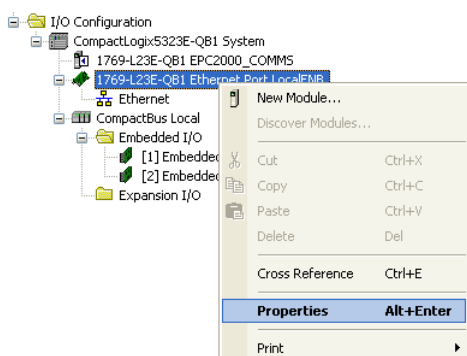 I/O Configuration
CompactLogix5323E-QB1 System
1769-L23E-QB1 EPC2000_COMMS
1769-L23E-QB1 Ethernet Port LocalENB
Ethernet
CompactBus Local
Embedded I/O
[1] Embedded
[2] Embedded
Expansion I/O
New Module...
Discover Modules...
Cut Ctrl+X
Copy Ctrl+C
Paste Ctrl+V
Delete Del
Cross Reference Ctrl+E
Properties Alt+Enter
Print